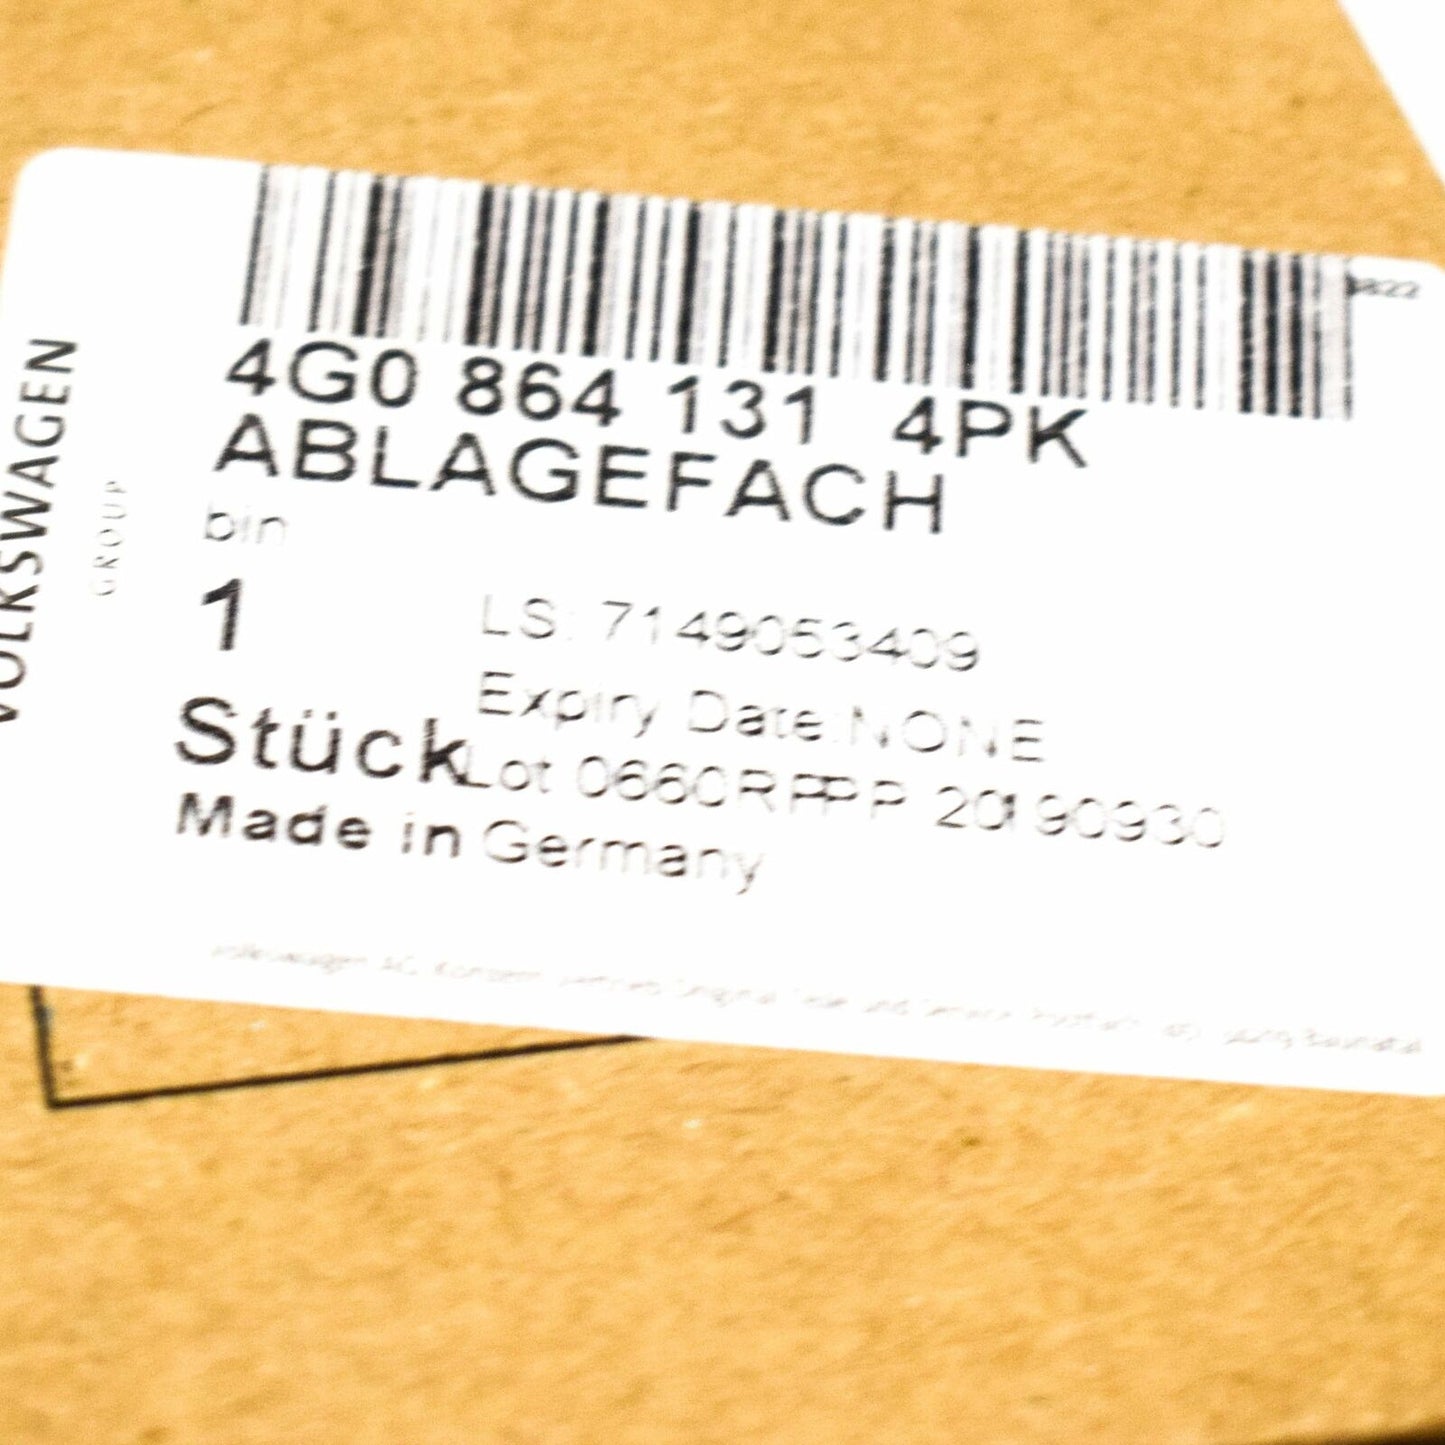 VOLKSWAGEN
GROUP
4G0 864 131 4PK
ABLAGEFACH
bin
1
Stück
LS: 7149053409
Expiry Date:NONE
Lot 0660RPPP 20190930
Made in Germany